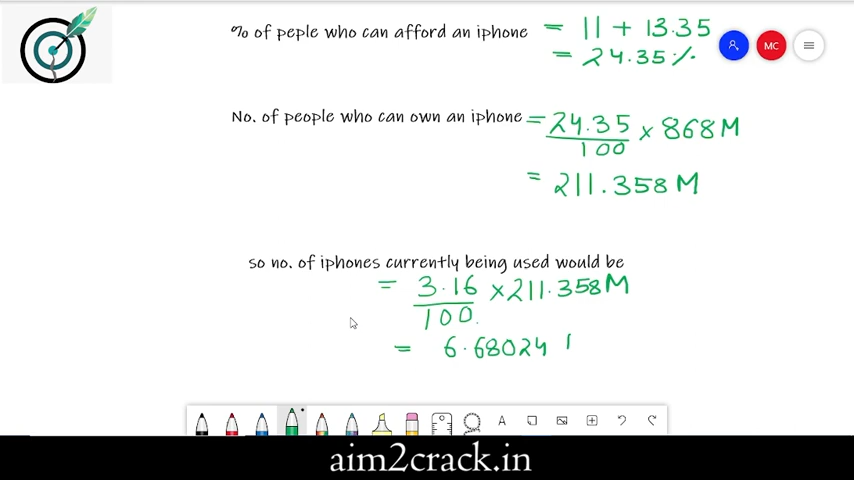 % of peple who can afford an iphone = 11 + 13.35
= 24.35%
MC
No. of people who can own an iphone = 24.35/100 × 868 M
= 211.358 M
so no. of iphones currently being used would be
= 3.16/100 × 211.358 M
= 6.68024
A
aim2crack.in